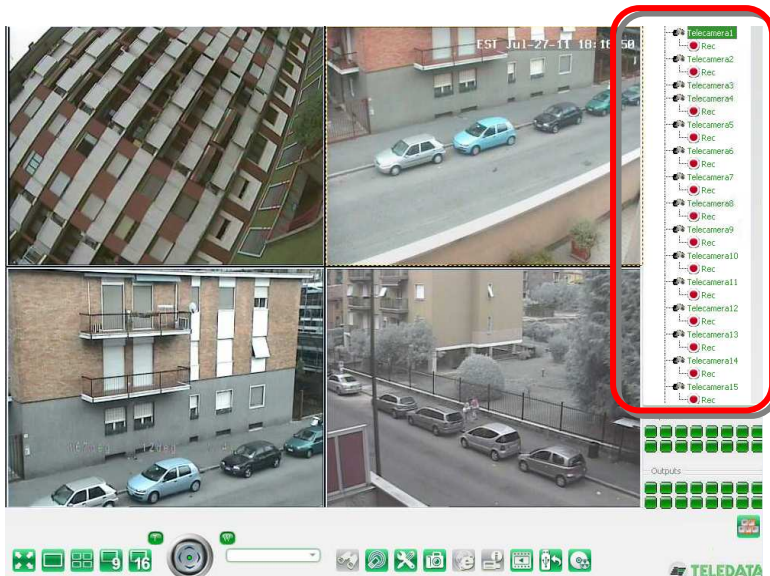 EST Jul-27-11 18:16:50
Telecamera1
Rec
Telecamera2
Rec
Telecamera3
Telecamera4
Rec
Telecamera5
Rec
Telecamera6
Rec
Telecamera7
Rec
Telecamera8
Rec
Telecamera9
Rec
Telecamera10
Rec
Telecamera11
Rec
Telecamera12
Rec
Telecamera13
Rec
Telecamera14
Rec
Telecamera15
Rec
Outputs
9
16
TELEDATA